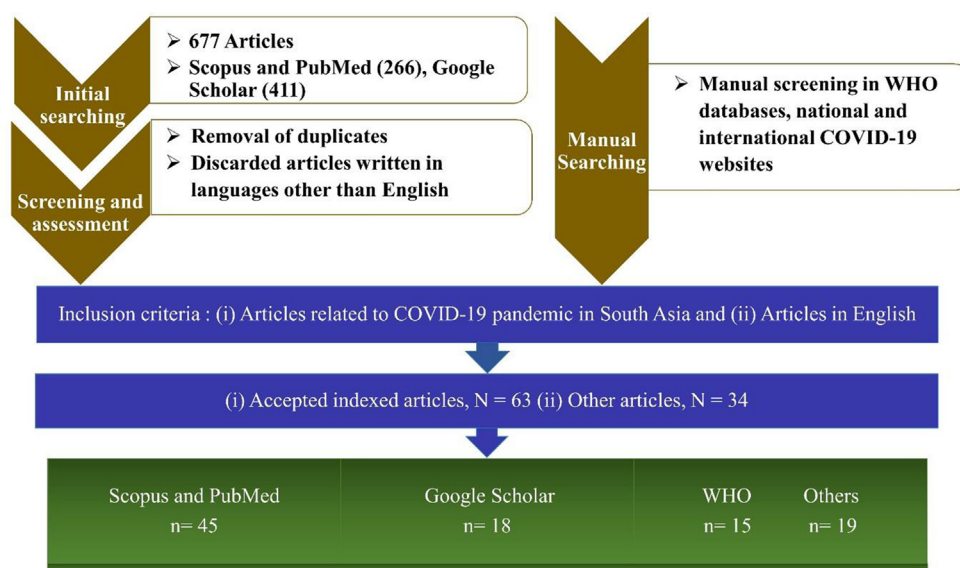 ➢ 677 Articles
➢ Scopus and PubMed (266), Google
Scholar (411)
Initial
searching
➢ Removal of duplicates
➢ Discarded articles written in
languages other than English
Screening and
assessment
Manual
Searching
➢ Manual screening in WHO
databases, national and
international COVID-19
websites
Inclusion criteria : (i) Articles related to COVID-19 pandemic in South Asia and (ii) Articles in English
(i) Accepted indexed articles, N = 63 (ii) Other articles, N = 34
Scopus and PubMed
n= 45
Google Scholar
n= 18
WHO
n= 15
Others
n= 19